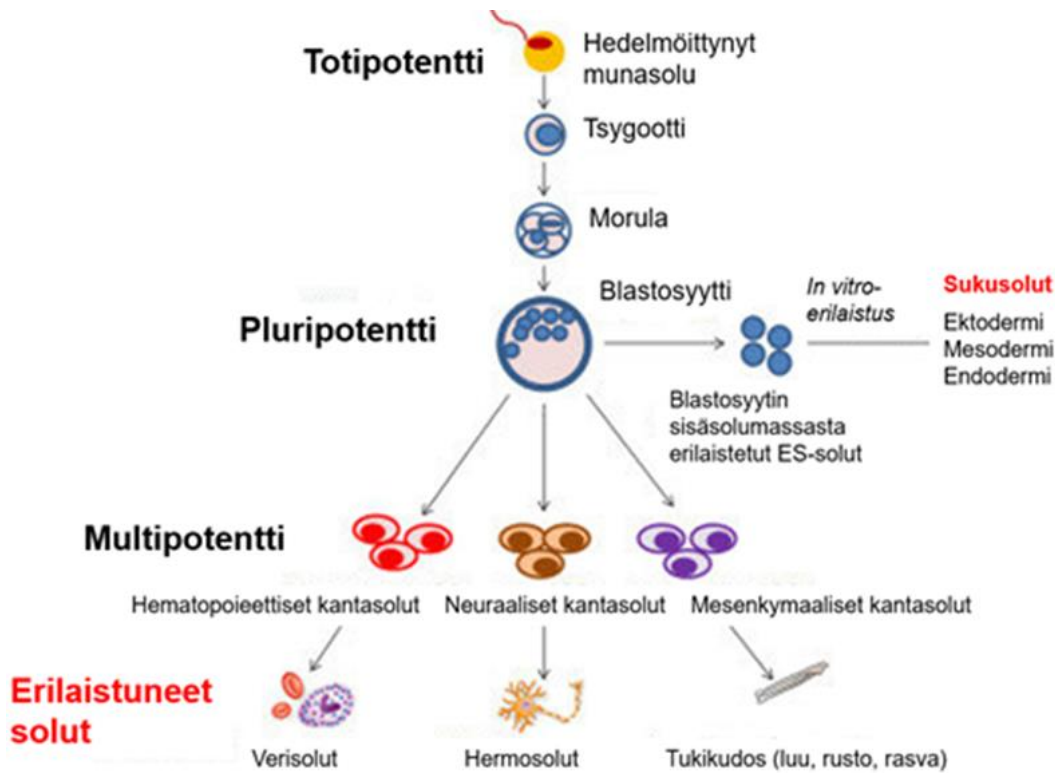 Totipotentti
Hedelmöittynyt
munasolu
Tsygootti
Morula
Pluripotentti
Blastosyytti
In vitro-
erilaistus
Sukusolut
Ektodermi
Mesodermi
Endodermi
Blastosyytin
sisäsolumassasta
erilaistetut ES-solut
Multipotentti
Hematopoieettiset kantasolut
Neuraaliset kantasolut
Mesenkymaaliset kantasolut
Erilaistuneet
solut
Verisolut
Hermosolut
Tukikudos (luu, rusto, rasva)